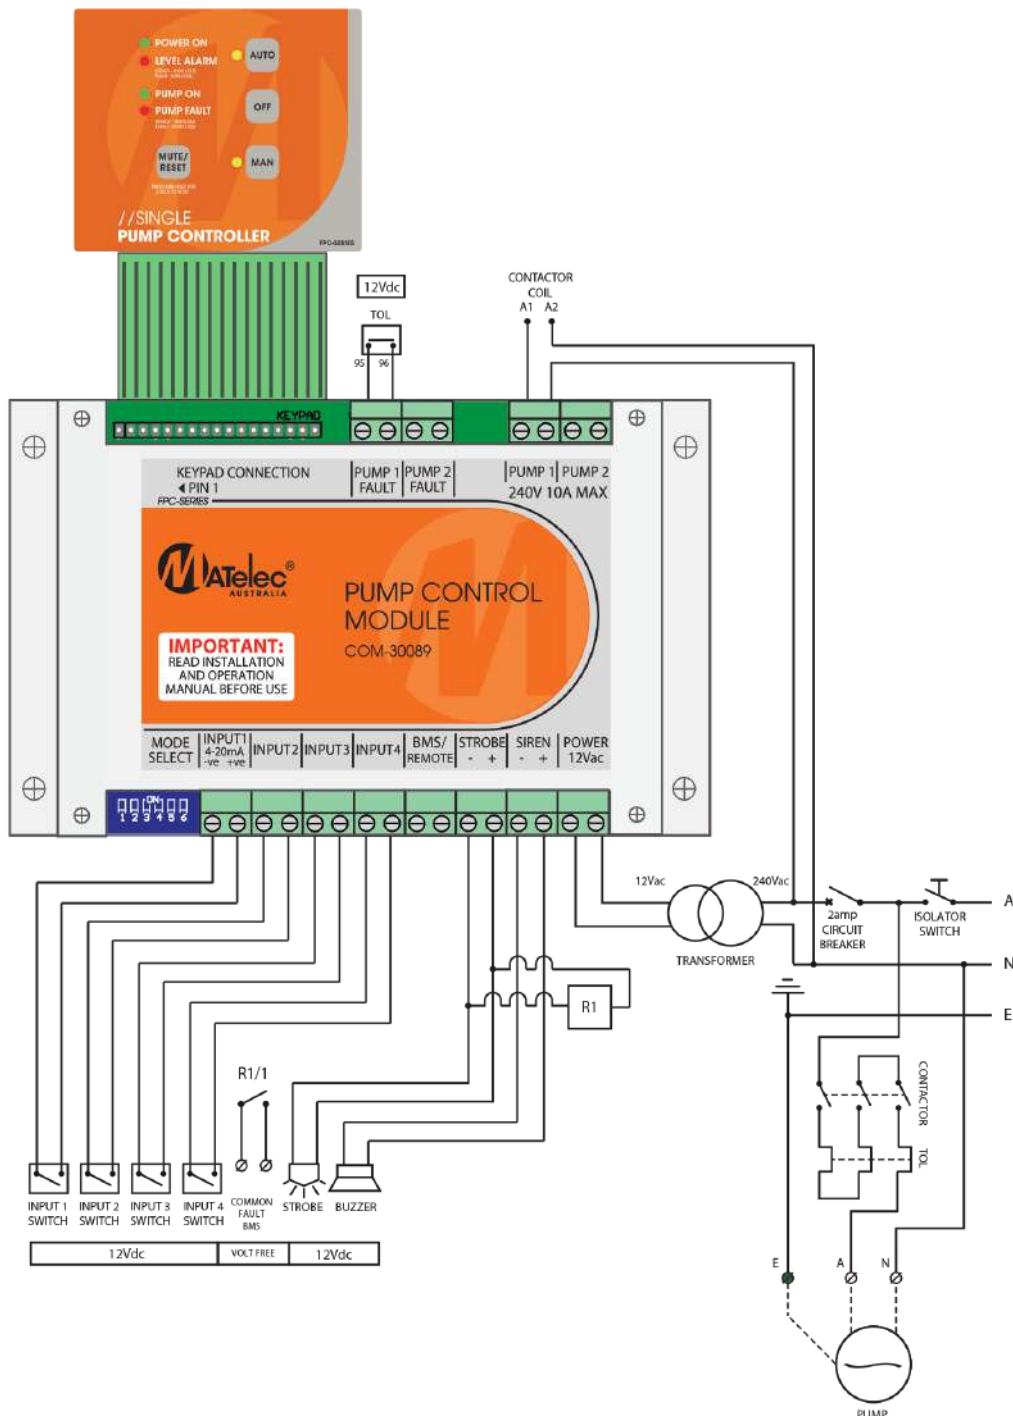 POWER ON
LEVEL ALARM
AUTO
PUMP ON
PUMP FAULT
OFF
MUTE/
RESET
MAN
//SINGLE
PUMP CONTROLLER
FPC-SERIES
12Vdc
TOL
95 96
CONTACTOR
COIL
A1 A2
KEYPAD
KEYPAD CONNECTION
PIN 1
FPC-SERIES
PUMP 1
FAULT
PUMP 2
FAULT
PUMP 1
PUMP 2
240V 10A MAX
MATelec®
AUSTRALIA
PUMP CONTROL
MODULE
COM-30089
IMPORTANT:
READ INSTALLATION
AND OPERATION
MANUAL BEFORE USE
MODE
SELECT
INPUT1
4-20mA
-ve +ve
INPUT2
INPUT3
INPUT4
BMS/
REMOTE
STROBE
- +
SIREN
- +
POWER
12Vac
ON
1 2 3 4 5 6
12Vac
240Vac
TRANSFORMER
2amp
CIRCUIT
BREAKER
ISOLATOR
SWITCH
A
N
E
R1
R1/1
CONTACTOR
TOL
INPUT 1
SWITCH
INPUT 2
SWITCH
INPUT 3
SWITCH
INPUT 4
SWITCH
COMMON
FAULT
BMS
STROBE
BUZZER
12Vdc
VOLT FREE
12Vdc
E
A
N
PUMP